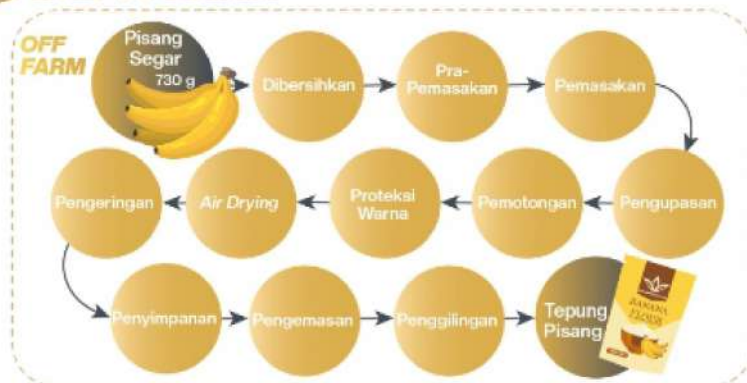 OFF
FARM
Pisang
Segar
730 g
Dibersihkan
Pra-
Pemasakan
Pemasakan
Pengupasan
Pemotongan
Proteksi
Warna
Air Drying
Pengeringan
Penyimpanan
Pengemasan
Penggilingan
Tepung
Pisang
BANANA
FLOUR